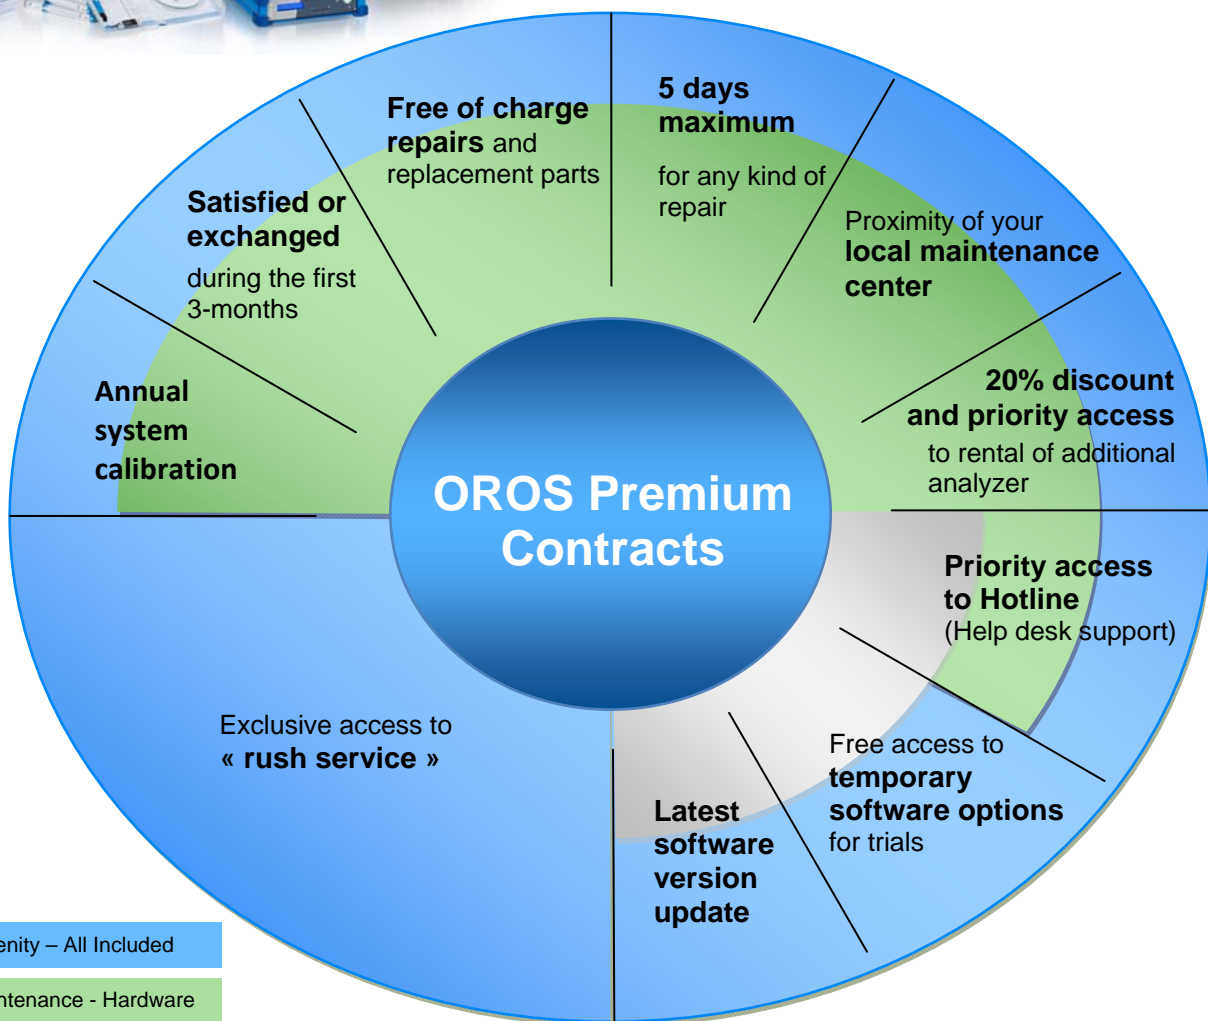 Free of charge
repairs and
replacement parts
5 days
maximum
for any kind of
repair
Satisfied or
exchanged
during the first
3-months
Proximity of your
local maintenance
center
Annual
system
calibration
20% discount
and priority access
to rental of additional
analyzer
OROS Premium
Contracts
Priority access
to Hotline
(Help desk support)
Exclusive access to
« rush service »
Free access to
temporary
software options
for trials
Latest
software
version
update
enity – All Included
ntenance - Hardware